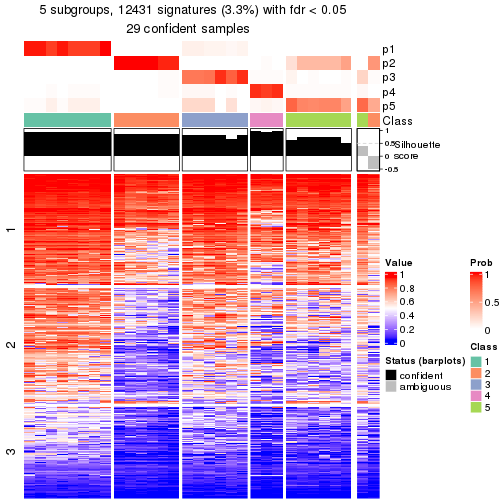 5 subgroups, 12431 signatures (3.3%) with fdr < 0.05
29 confident samples
p1
p2
p3
p4
p5
Class
1
0.5
0
-0.5
Silhouette
score
1
2
3
Value
1
0.8
0.6
0.4
0.2
0
Status (barplots)
confident
ambiguous
Prob
1
0.5
0
Class
1
2
3
4
5